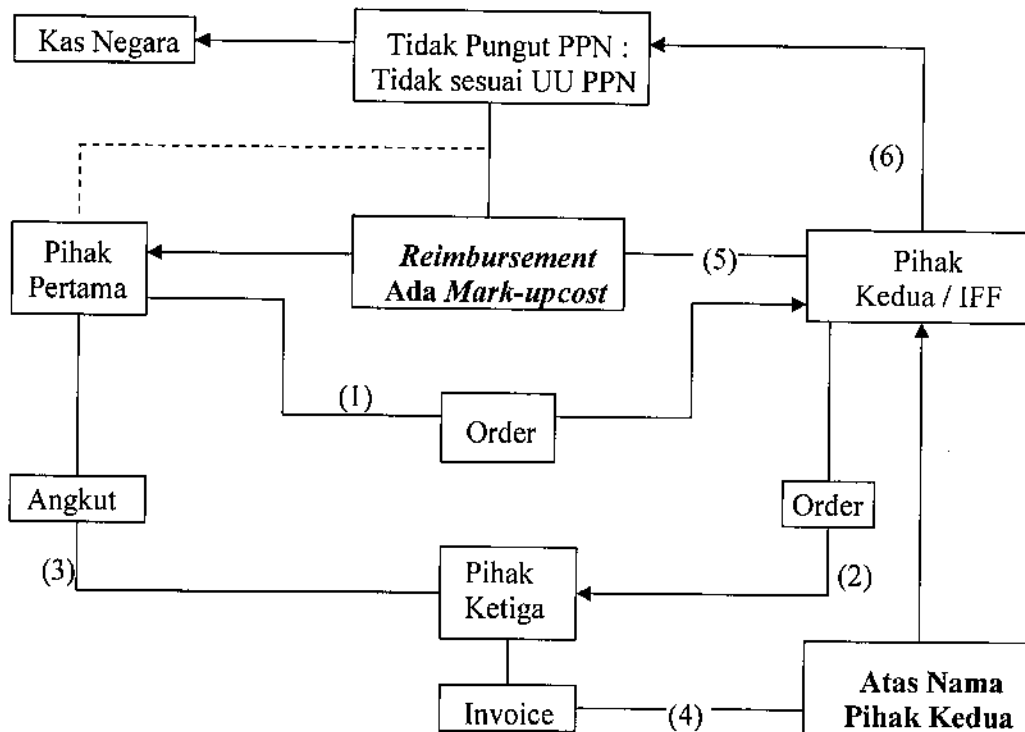 Kas Negara
Tidak Pungut PPN :
Tidak sesuai UU PPN
(6)
Pihak
Pertama
Reimbursement
Ada Mark-upcost
(5)
Pihak
Kedua / IFF
(1)
Order
Angkut
Order
(3)
Pihak
Ketiga
(2)
Invoice
(4)
Atas Nama
Pihak Kedua